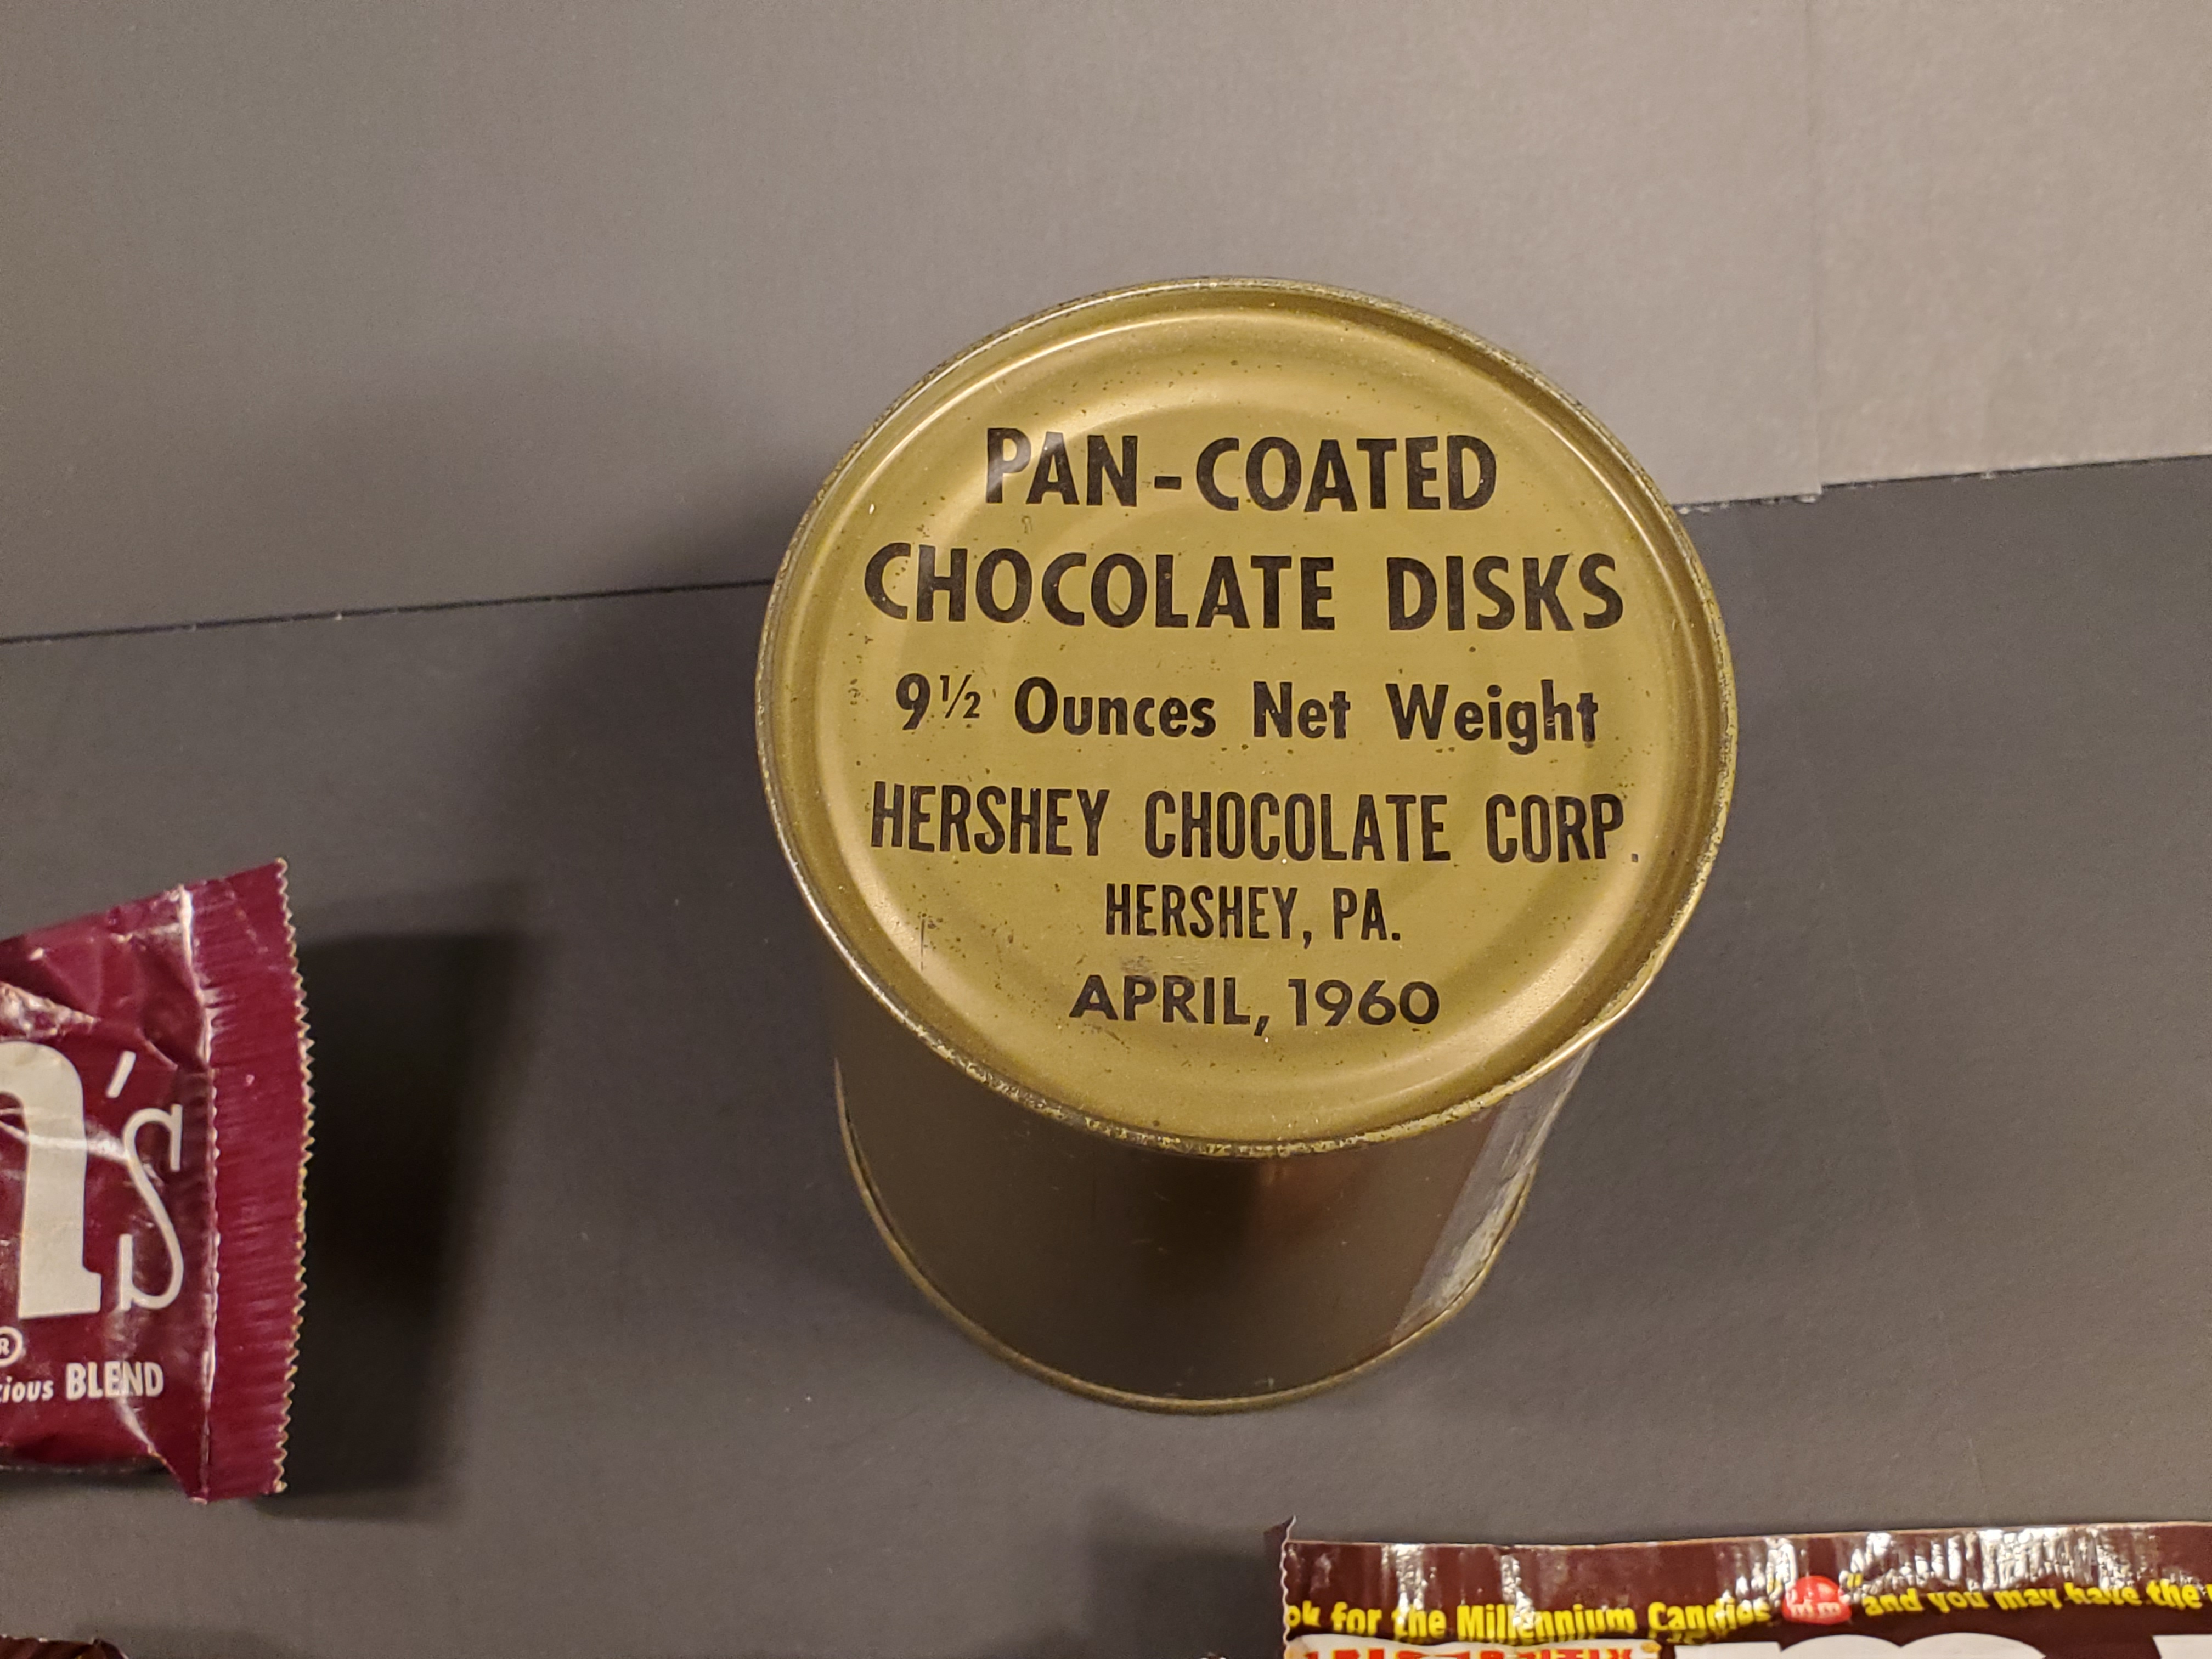 PAN-COATED
CHOCOLATE DISKS
9½ Ounces Net Weight
HERSHEY CHOCOLATE CORP.
HERSHEY, PA.
APRIL, 1960
's
®
BLEND
for the Millennium Candies" "and you may have the